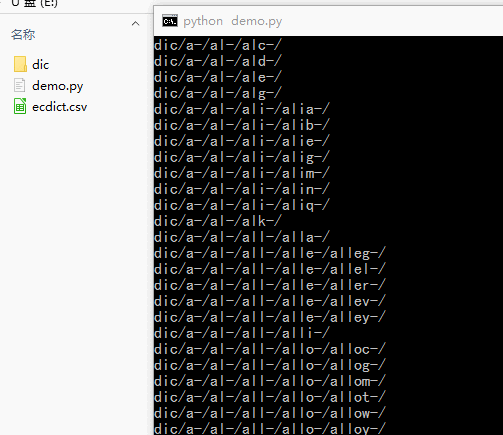 U 盘 (E:)
名称
dic
demo.py
ecdict.csv
python  demo.py
dic/a-/al-/alc-/
dic/a-/al-/ald-/
dic/a-/al-/ale-/
dic/a-/al-/alg-/
dic/a-/al-/ali-/alia-/
dic/a-/al-/ali-/alib-/
dic/a-/al-/ali-/alie-/
dic/a-/al-/ali-/alig-/
dic/a-/al-/ali-/alim-/
dic/a-/al-/ali-/alin-/
dic/a-/al-/ali-/aliq-/
dic/a-/al-/alk-/
dic/a-/al-/all-/alla-/
dic/a-/al-/all-/alle-/alleg-/
dic/a-/al-/all-/alle-/allel-/
dic/a-/al-/all-/alle-/aller-/
dic/a-/al-/all-/alle-/allev-/
dic/a-/al-/all-/alle-/alley-/
dic/a-/al-/all-/alli-/
dic/a-/al-/all-/allo-/alloc-/
dic/a-/al-/all-/allo-/allog-/
dic/a-/al-/all-/allo-/allom-/
dic/a-/al-/all-/allo-/allot-/
dic/a-/al-/all-/allo-/allow-/
dic/a-/al-/all-/allo-/alloy-/